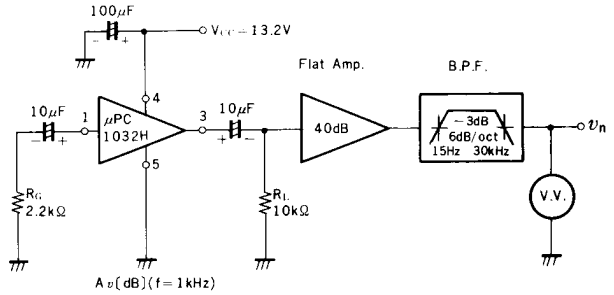 100μF
− +
VCC = 13.2V
Flat Amp.
B.P.F.
10μF
− +
1
μPC
1032H
4
3
5
10μF
+ −
40dB
−3dB
6dB/oct
15Hz 30kHz
vn
RG
2.2kΩ
RL
10kΩ
V.V.
Av[dB](f=1kHz)